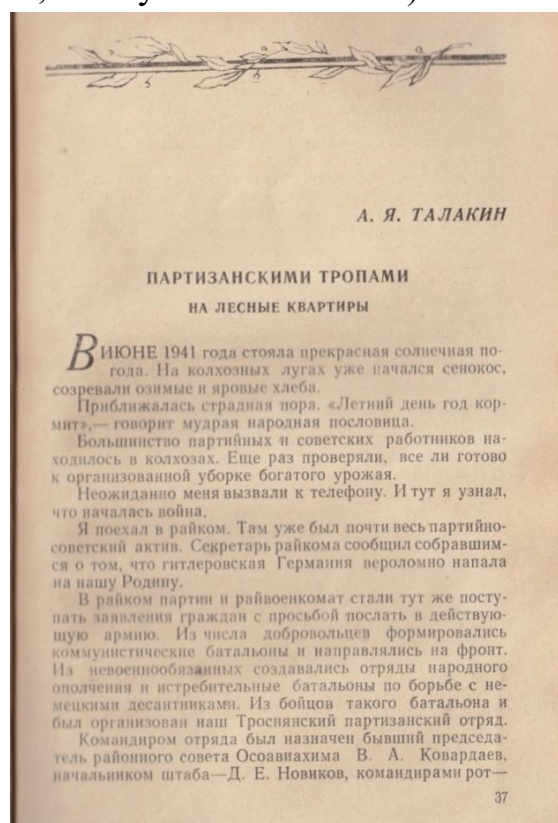 А. Я. ТАЛАКИН
ПАРТИЗАНСКИМИ ТРОПАМИ
НА ЛЕСНЫЕ КВАРТИРЫ
В ИЮНЕ 1941 года стояла прекрасная солнечная по-
года. На колхозных лугах уже начался сенокос,
созревали озимые и яровые хлеба.
Приближалась страдная пора. «Летний день год кор-
мит»,— говорит мудрая народная пословица.
Большинство партийных и советских работников на-
ходилось в колхозах. Еще раз проверяли, все ли готово
к организованной уборке богатого урожая.
Неожиданно меня вызвали к телефону. И тут я узнал,
что началась война.
Я поехал в райком. Там уже был почти весь партийно-
советский актив. Секретарь райкома сообщил собравшим-
ся о том, что гитлеровская Германия вероломно напала
на нашу Родину.
В райком партии и райвоенкомат стали тут же посту-
пать заявления граждан с просьбой послать в действую-
щую армию. Из числа добровольцев формировались
коммунистические батальоны и направлялись на фронт.
Из невоеннообязанных создавались отряды народного
ополчения и истребительные батальоны по борьбе с не-
мецкими десантниками. Из бойцов такого батальона и
был организован наш Троснянский партизанский отряд.
Командиром отряда был назначен бывший председа-
тель районного совета Осоавиахима В. А. Ковардаев,
начальником штаба—Д. Е. Новиков, командирами рот—
37